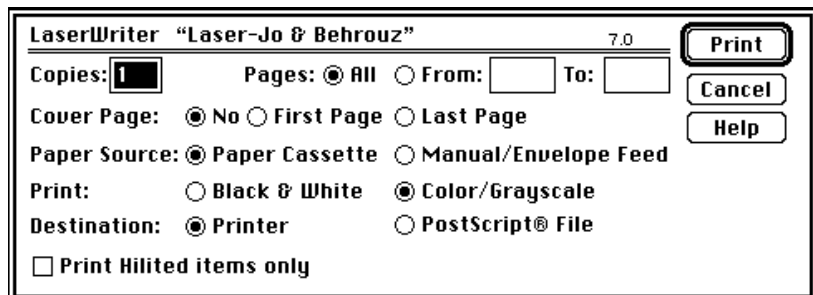 LaserWriter "Laser-Jo & Behrouz" 7.0 Print
Copies: 1 Pages: All From: To:
Cancel
Cover Page: No First Page Last Page
Help
Paper Source: Paper Cassette Manual/Envelope Feed
Print: Black & White Color/Grayscale
Destination: Printer PostScript® File
Print Hilited items only